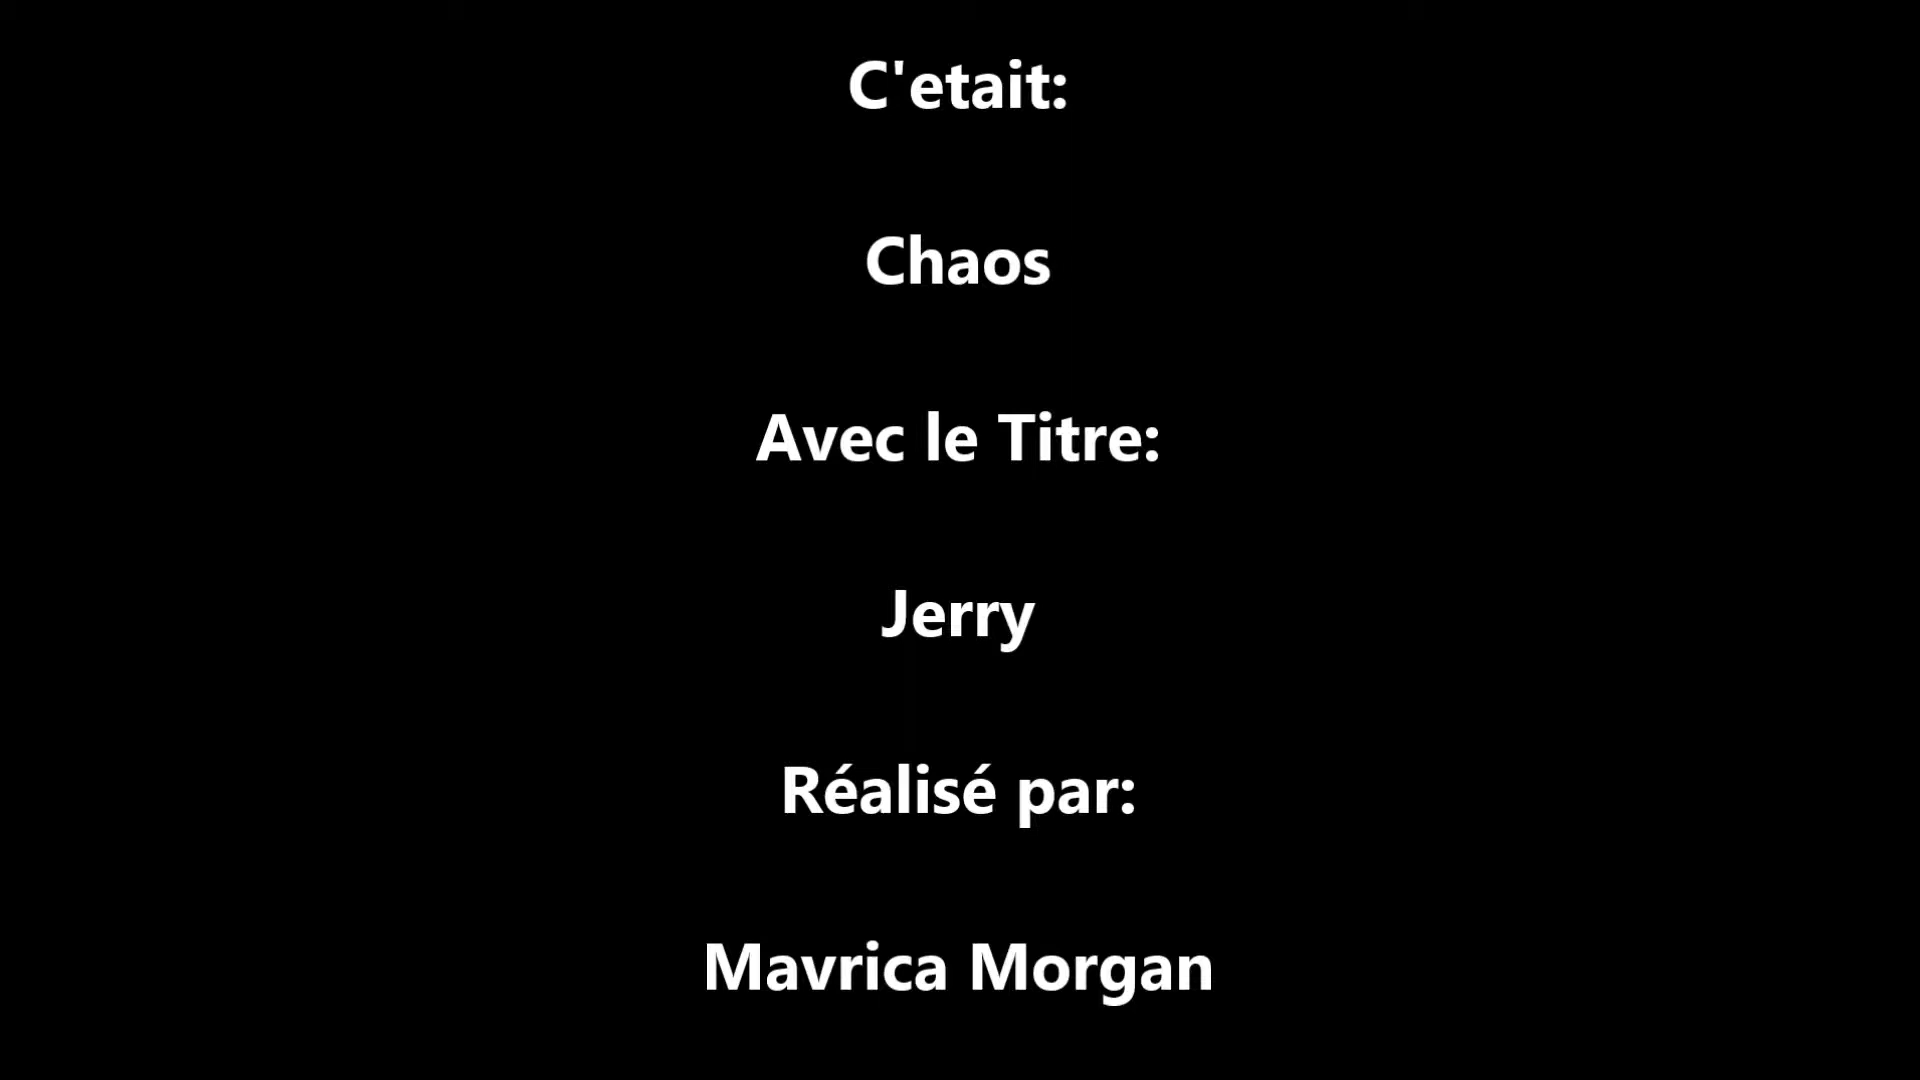 C'etait:
Chaos
Avec le Titre:
Jerry
Réalisé par:
Mavrica Morgan